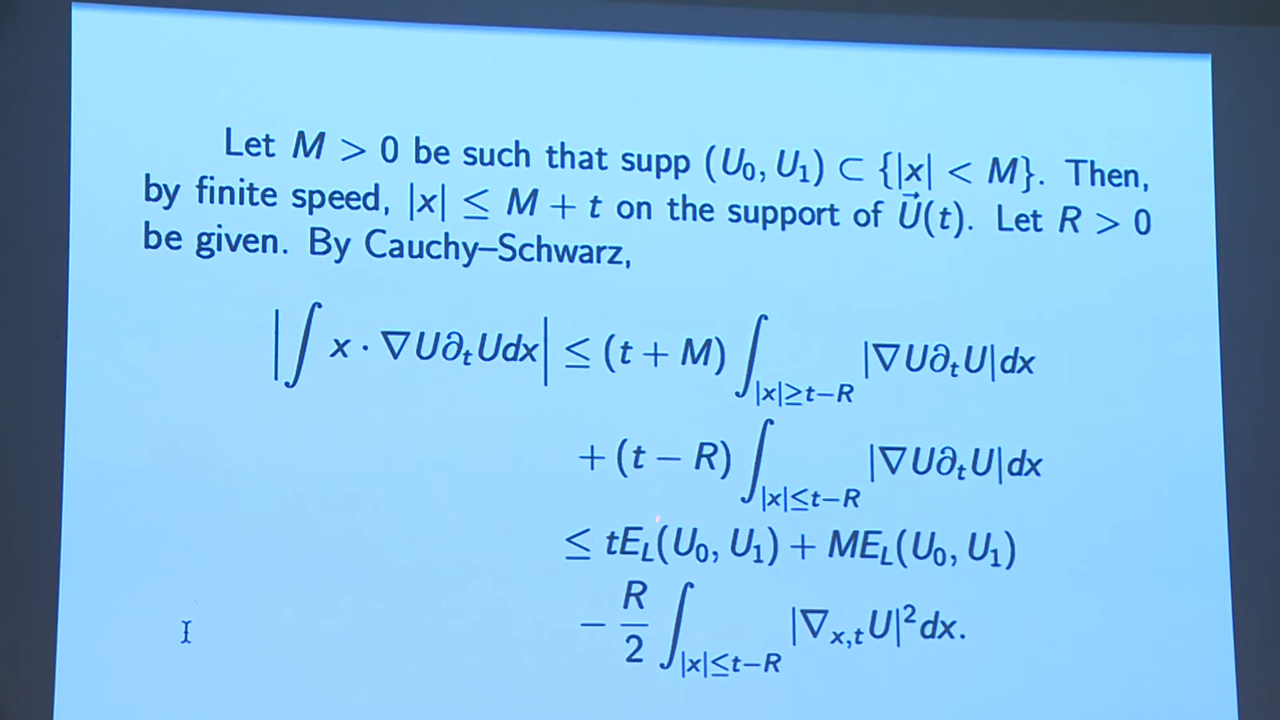 Let M > 0 be such that supp (U₀, U₁) ⊂ {|x| < M}. Then,
by finite speed, |x| ≤ M + t on the support of U⃗(t). Let R > 0
be given. By Cauchy–Schwarz,
|∫ x · ∇U∂ₜUdx| ≤ (t + M) ∫_{|x|≥t−R} |∇U∂ₜU|dx
+ (t − R) ∫_{|x|≤t−R} |∇U∂ₜU|dx
≤ tE_L(U₀, U₁) + ME_L(U₀, U₁)
− R/2 ∫_{|x|≤t−R} |∇_{x,t}U|²dx.